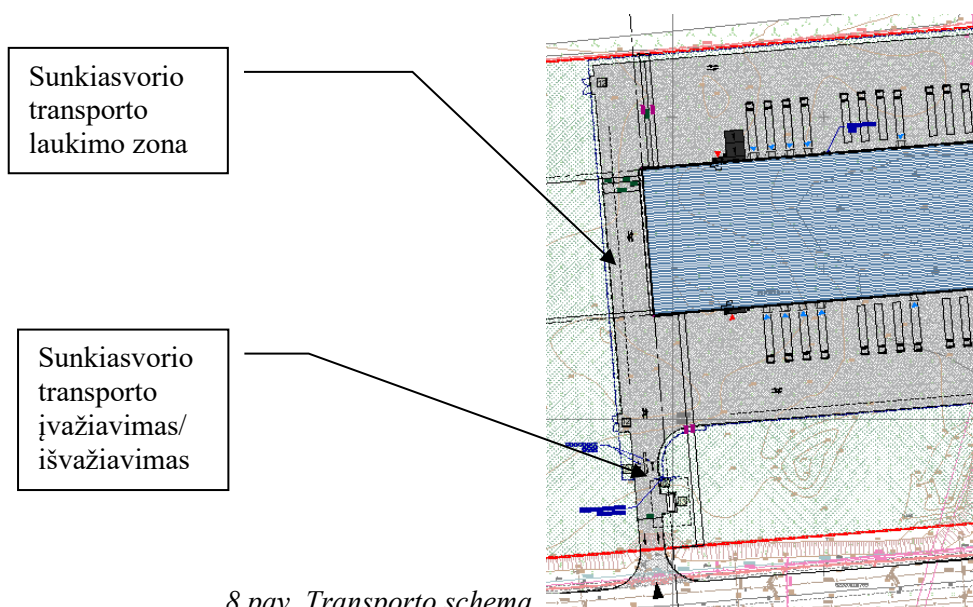 Sunkiasvorio
transporto
laukimo zona
Sunkiasvorio
transporto
įvažiavimas/
išvažiavimas
8 pav. Transporto schema